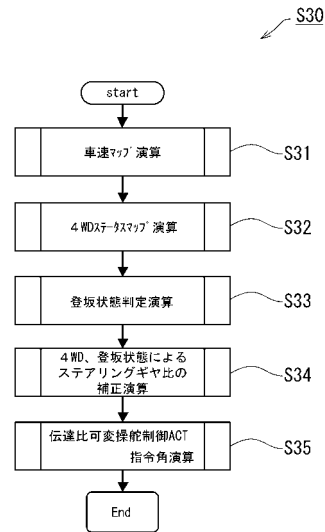 S30
start
車速マップ演算
S31
4WDステータスマップ演算
S32
登坂状態判定演算
S33
4WD、登坂状態による
ステアリングギヤ比の
補正演算
S34
伝達比可変操舵制御ACT
指令角演算
S35
End